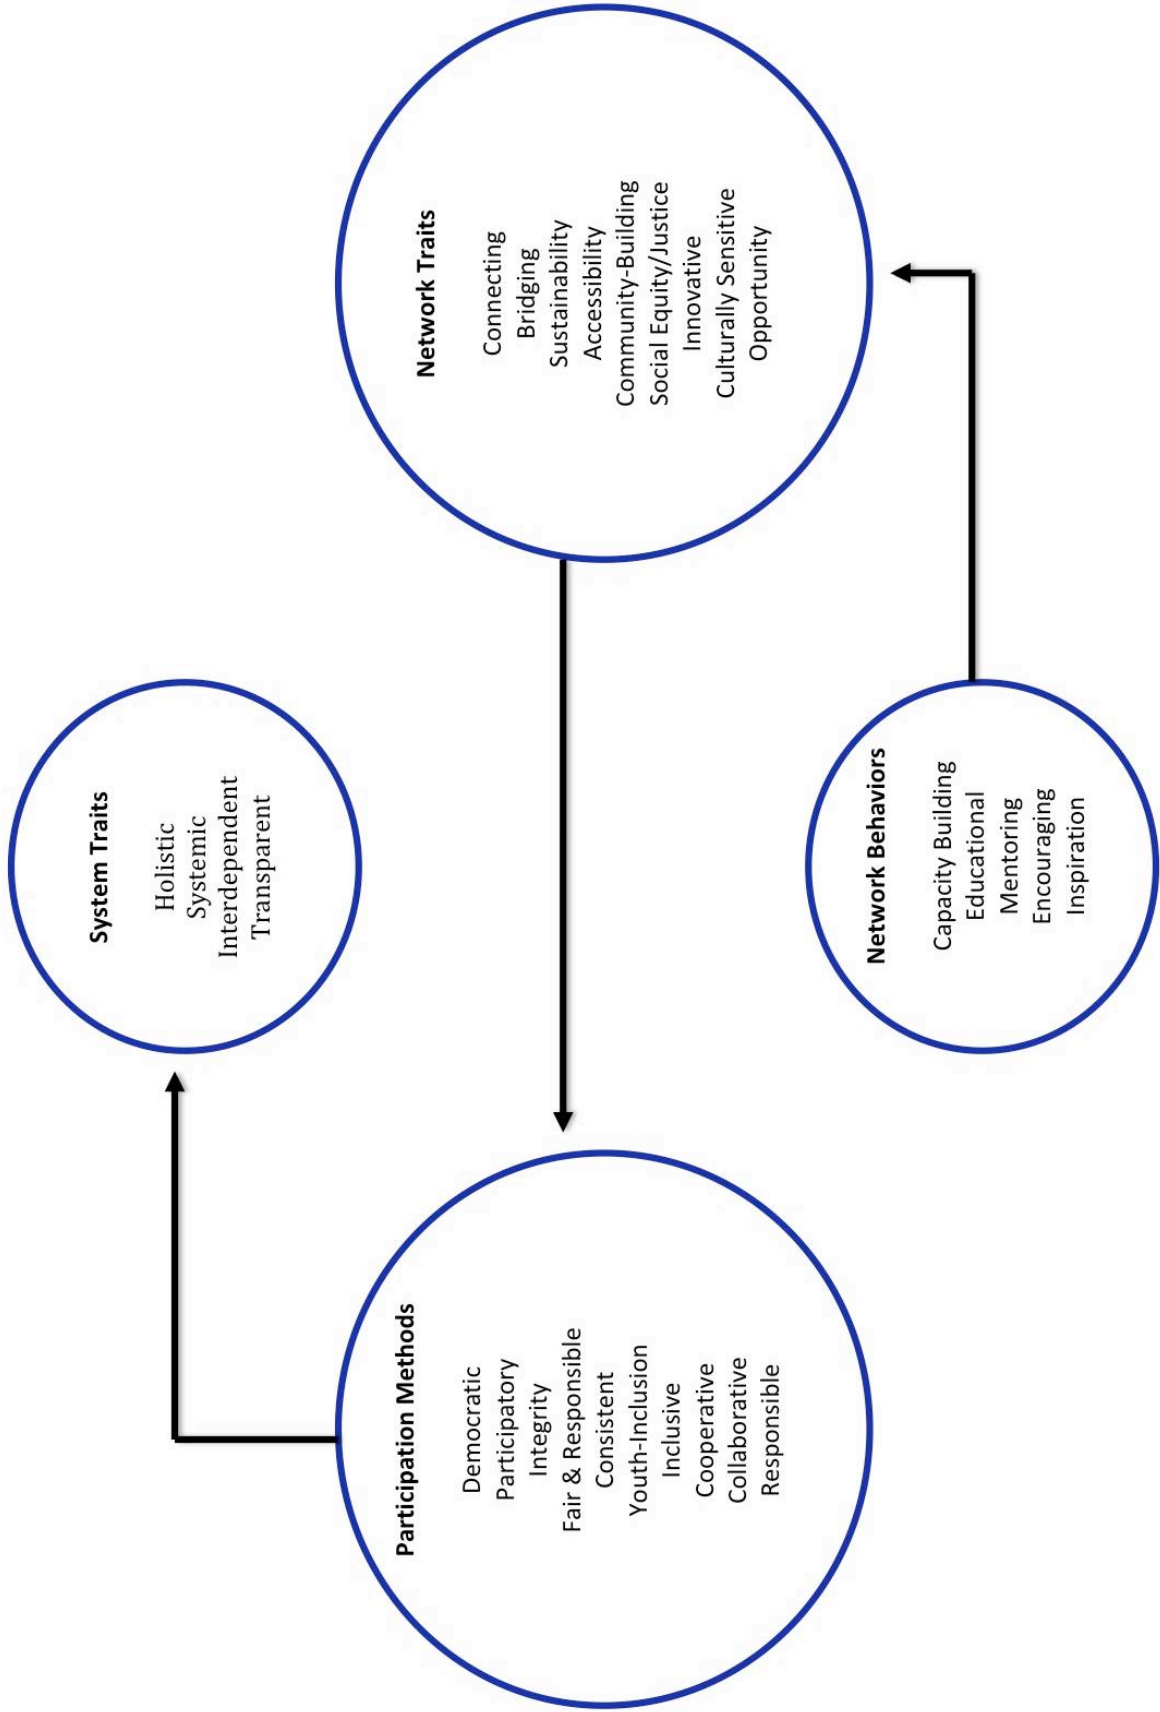 System Traits
Holistic
Systemic
Interdependent
Transparent
Participation Methods
Democratic
Participatory
Integrity
Fair & Responsible
Consistent
Youth-Inclusion
Inclusive
Cooperative
Collaborative
Responsible
Network Traits
Connecting
Bridging
Sustainability
Accessibility
Community-Building
Social Equity/Justice
Innovative
Culturally Sensitive
Opportunity
Network Behaviors
Capacity Building
Educational
Mentoring
Encouraging
Inspiration